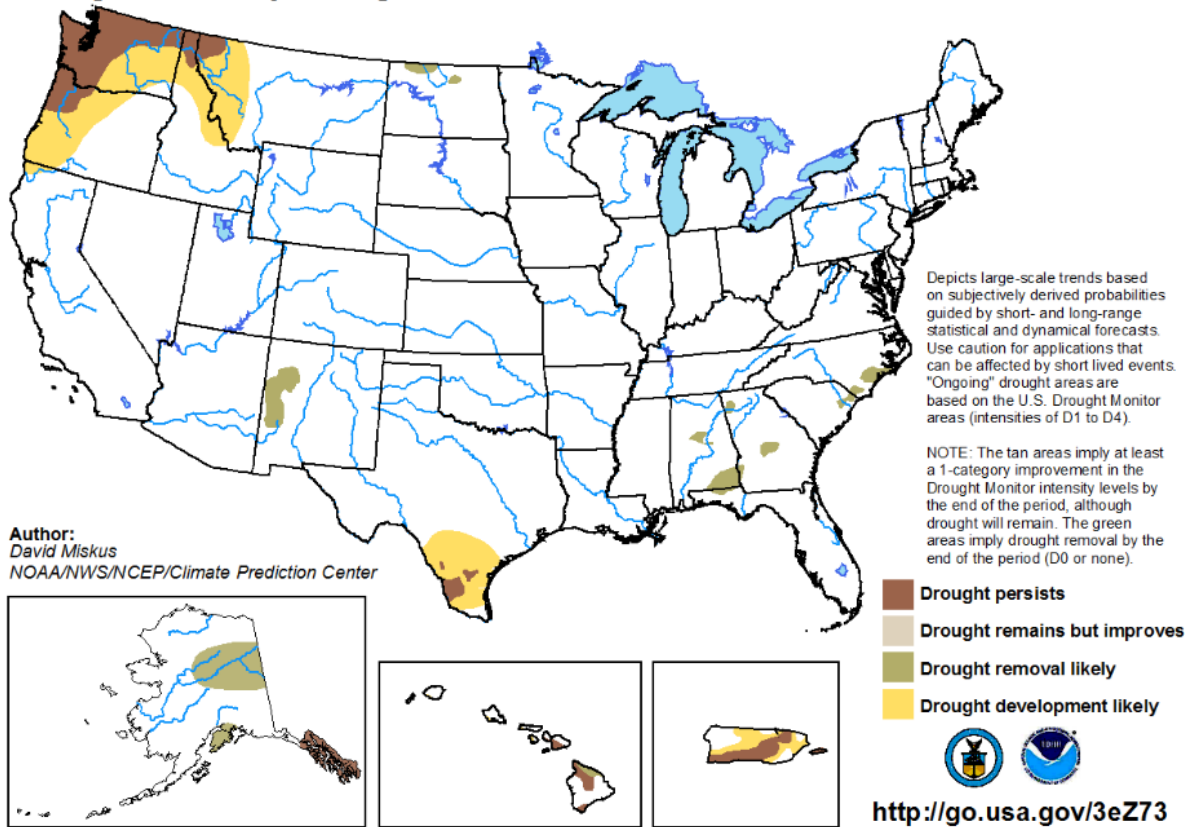 Depicts large-scale trends based
on subjectively derived probabilities
guided by short- and long-range
statistical and dynamical forecasts.
Use caution for applications that
can be affected by short lived events.
"Ongoing" drought areas are
based on the U.S. Drought Monitor
areas (intensities of D1 to D4).
NOTE: The tan areas imply at least
a 1-category improvement in the
Drought Monitor intensity levels by
the end of the period, although
drought will remain. The green
areas imply drought removal by the
end of the period (D0 or none).
Author:
David Miskus
NOAA/NWS/NCEP/Climate Prediction Center
Drought persists
Drought remains but improves
Drought removal likely
Drought development likely
http://go.usa.gov/3eZ73